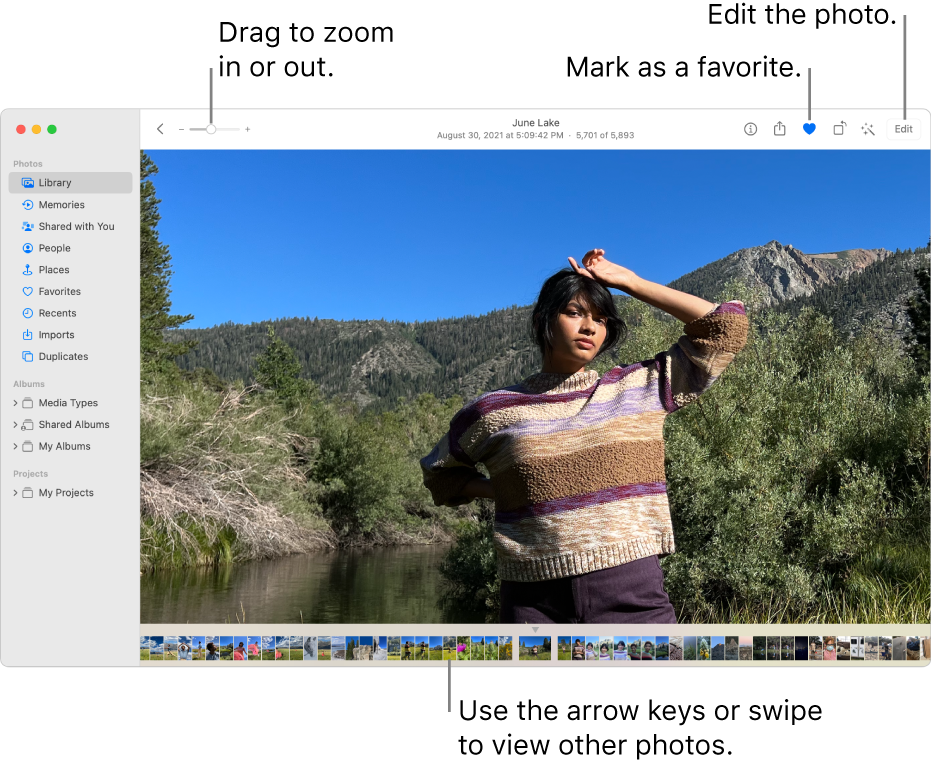 Edit the photo.
Drag to zoom
in or out.
Mark as a favorite.
June Lake
August 30, 2021 at 5:09:42 PM · 5,701 of 5,893
Edit
Photos
Library
Memories
Shared with You
People
Places
Favorites
Recents
Imports
Duplicates
Albums
Media Types
Shared Albums
My Albums
Projects
My Projects
Use the arrow keys or swipe
to view other photos.